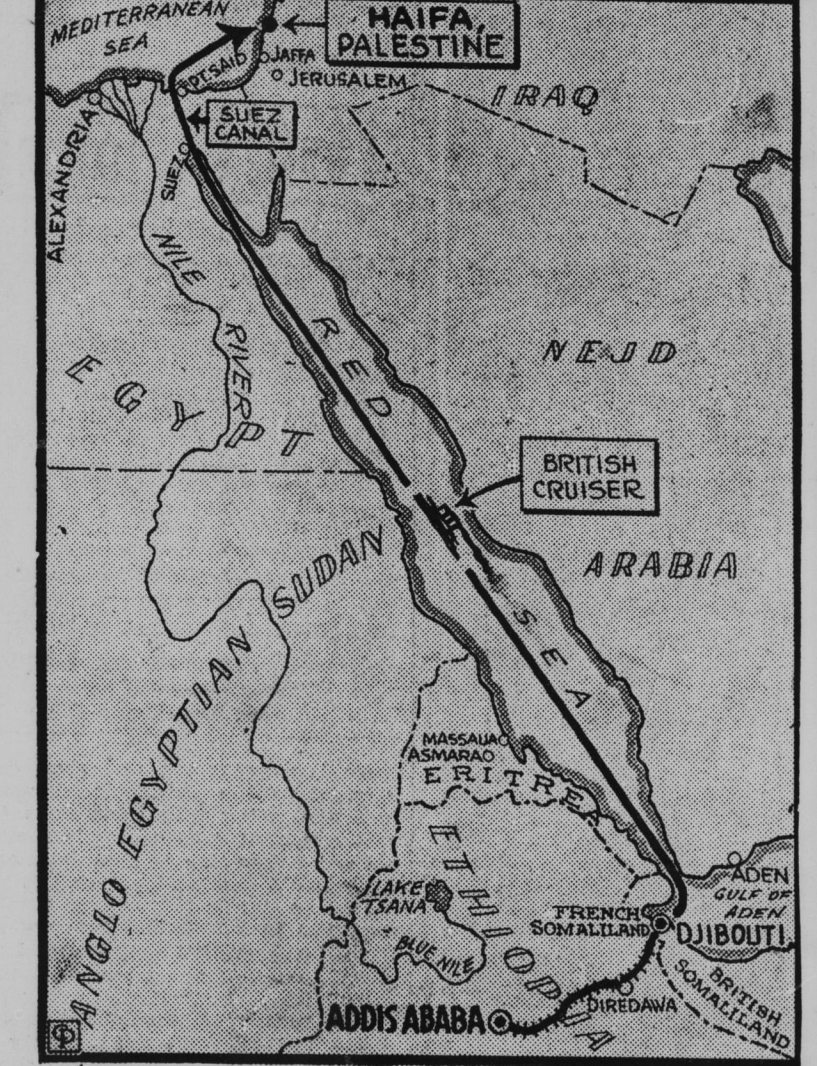 MEDITERRANEAN
SEA
HAIFA,
PALESTINE
PT. SAID
JAFFA
JERUSALEM
IRAQ
SUEZ
CANAL
ALEXANDRIA
SUEZ
NILE
RIVER
RED
NEJD
EGYPT
BRITISH
CRUISER
ARABIA
SEA
ANGLO EGYPTIAN SUDAN
MASSAUA
ASMARA
ERITREA
ETHIOPIA
LAKE
TSANA
ADEN
GULF OF
ADEN
FRENCH
SOMALILAND
DJIBOUTI
BLUE NILE
BRITISH
SOMALILAND
DIREDAWA
ADDIS ABABA